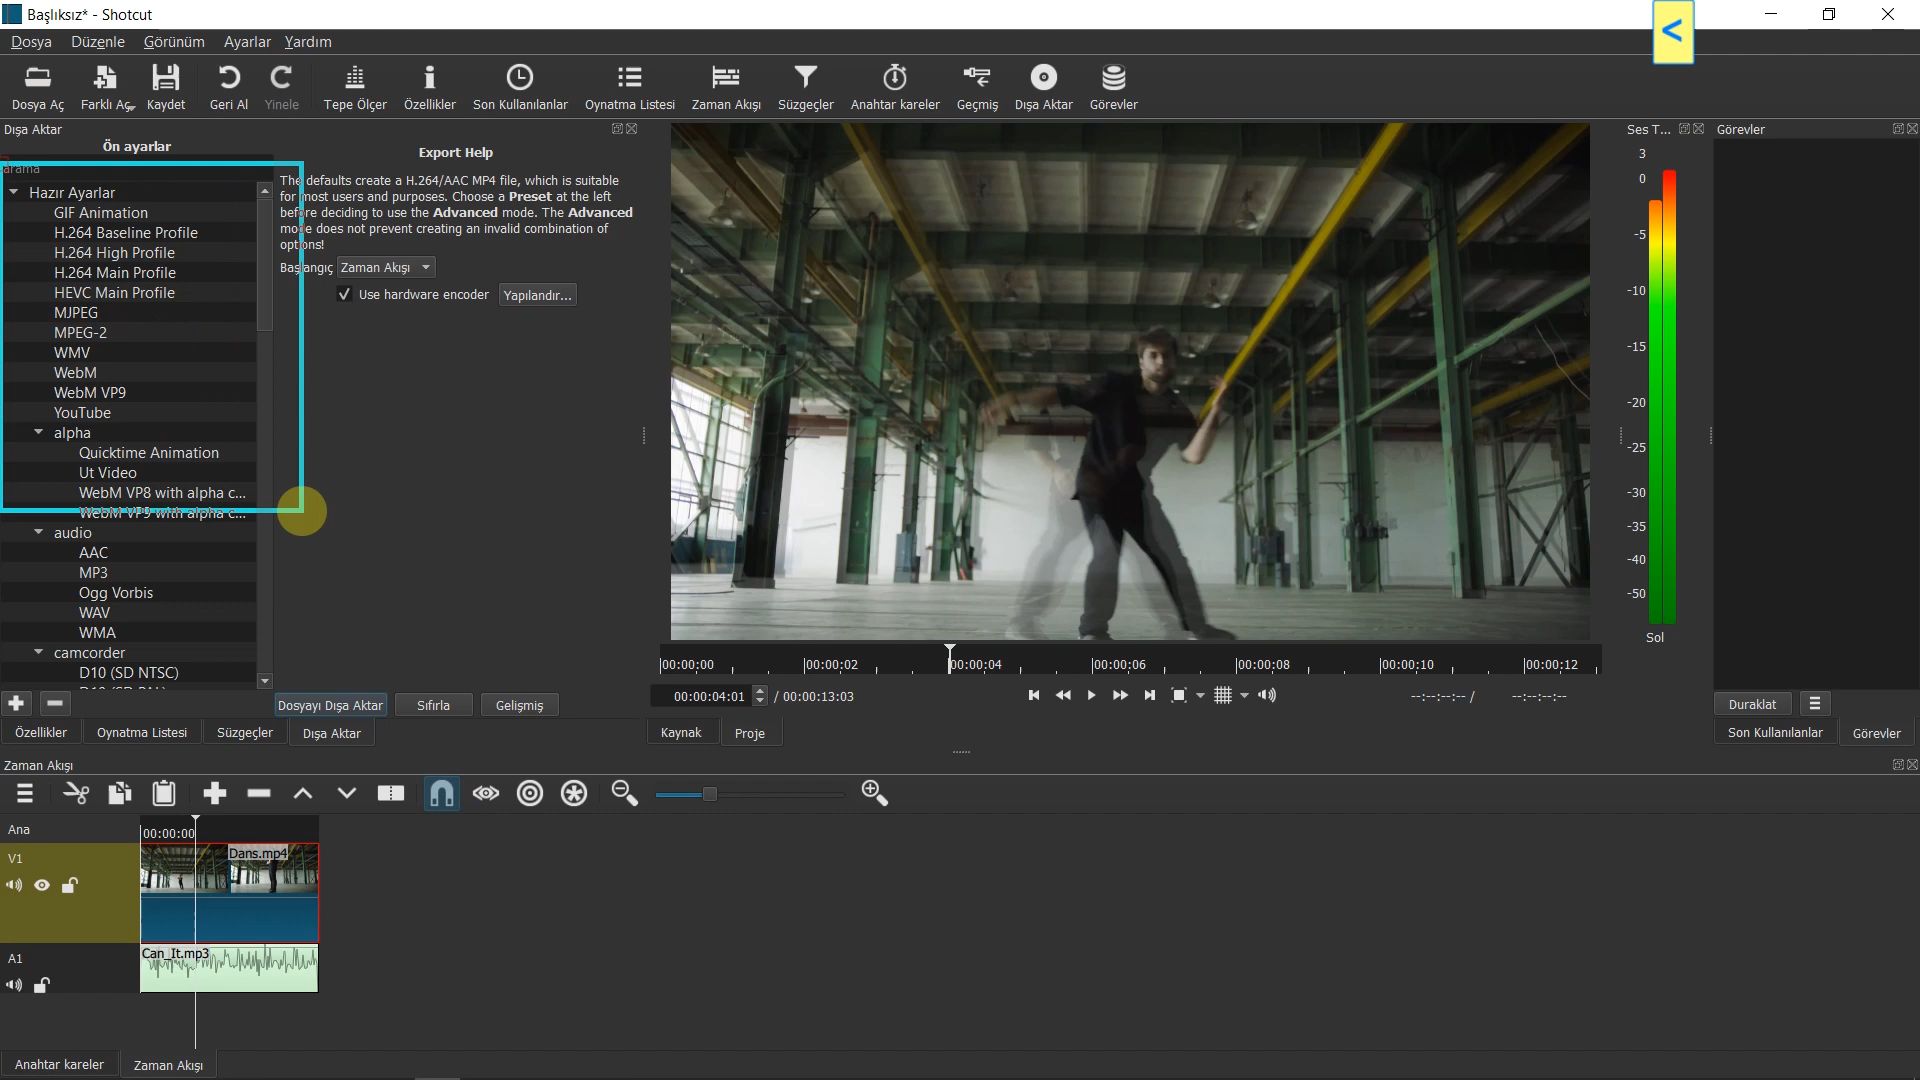 Başlıksız* - Shotcut
<
Dosya Düzenle Görünüm Ayarlar Yardım
Dosya Aç Farklı Aç Kaydet Geri Al Yinele Tepe Ölçer Özellikler Son Kullanılanlar Oynatma Listesi Zaman Akışı Süzgeçler Anahtar kareler Geçmiş Dışa Aktar Görevler
Dışa Aktar
Ön ayarlar
arama
Hazır Ayarlar
GIF Animation
H.264 Baseline Profile
H.264 High Profile
H.264 Main Profile
HEVC Main Profile
MJPEG
MPEG-2
WMV
WebM
WebM VP9
YouTube
alpha
Quicktime Animation
Ut Video
WebM VP8 with alpha c...
WebM VP9 with alpha c...
audio
AAC
MP3
Ogg Vorbis
WAV
WMA
camcorder
D10 (SD NTSC)
D10 (SD PAL)
Export Help
The defaults create a H.264/AAC MP4 file, which is suitable
for most users and purposes. Choose a Preset at the left
before deciding to use the Advanced mode. The Advanced
mode does not prevent creating an invalid combination of
options!
Başlangıç Zaman Akışı
Use hardware encoder Yapılandır...
Dosyayı Dışa Aktar Sıfırla Gelişmiş
Özellikler Oynatma Listesi Süzgeçler Dışa Aktar
00:00:00 00:00:02 00:00:04 00:00:06 00:00:08 00:00:10 00:00:12
00:00:04:01 / 00:00:13:03 --:--:--:-- / --:--:--:--
Kaynak Proje
Ses T...
3
0
-5
-10
-15
-20
-25
-30
-35
-40
-50
Sol
Görevler
Duraklat
Son Kullanılanlar Görevler
Zaman Akışı
Ana
00:00:00
V1
Dans.mp4
A1
Can_It.mp3
Anahtar kareler Zaman Akışı